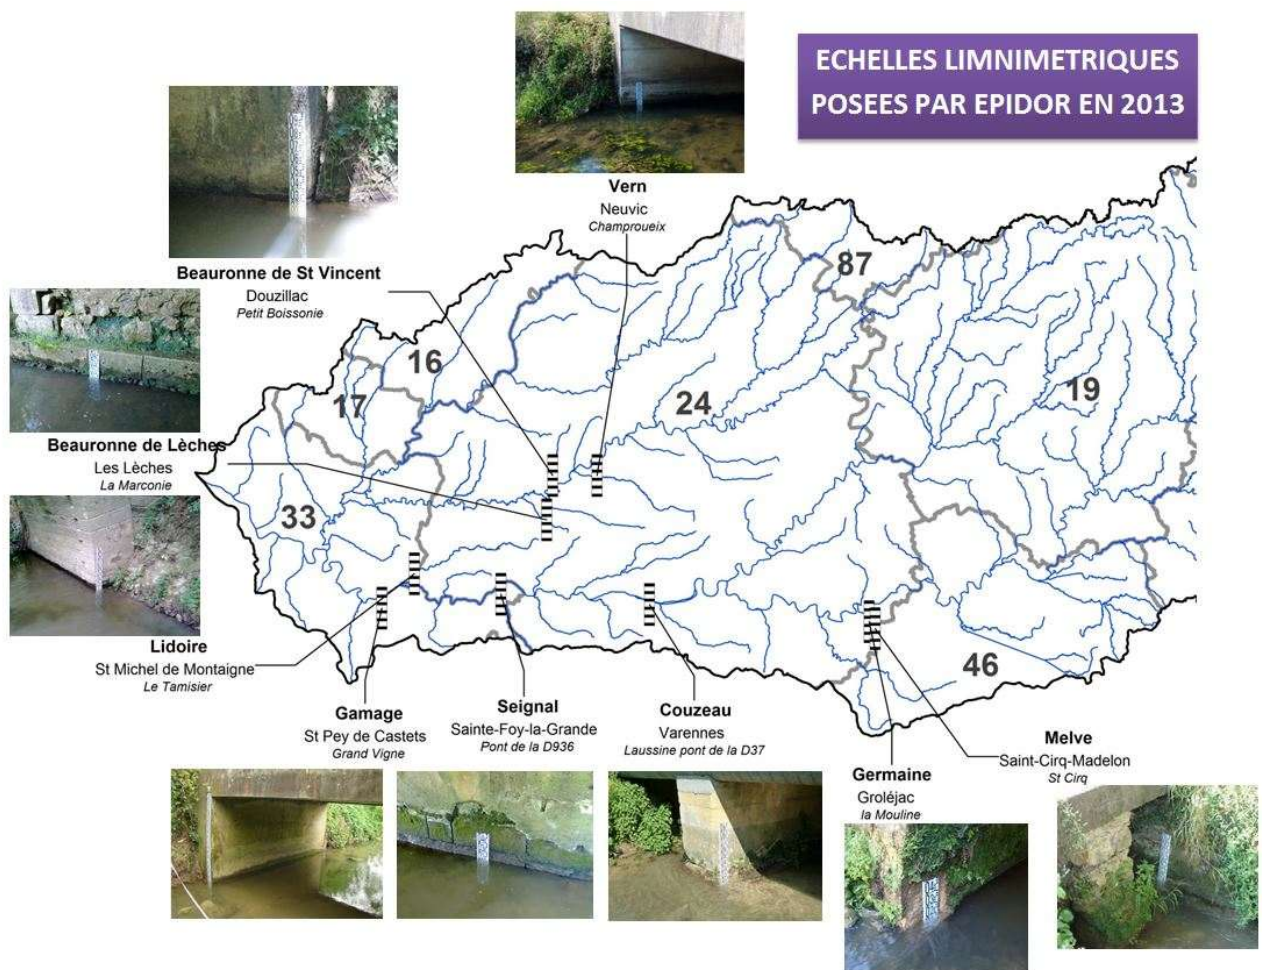 ECHELLES LIMNIMETRIQUES
POSEES PAR EPIDOR EN 2013
Vern
Neuvic
Champroueix
Beauronne de St Vincent
Douzillac
Petit Boissonie
87
16
17
24
19
Beauronne de Lèches
Les Lèches
La Marconie
33
Lidoire
St Michel de Montaigne
Le Tamisier
46
Gamage
St Pey de Castets
Grand Vigne
Seignal
Sainte-Foy-la-Grande
Pont de la D936
Couzeau
Varennes
Laussine pont de la D37
Melve
Saint-Cirq-Madelon
St Cirq
Germaine
Groléjac
la Mouline